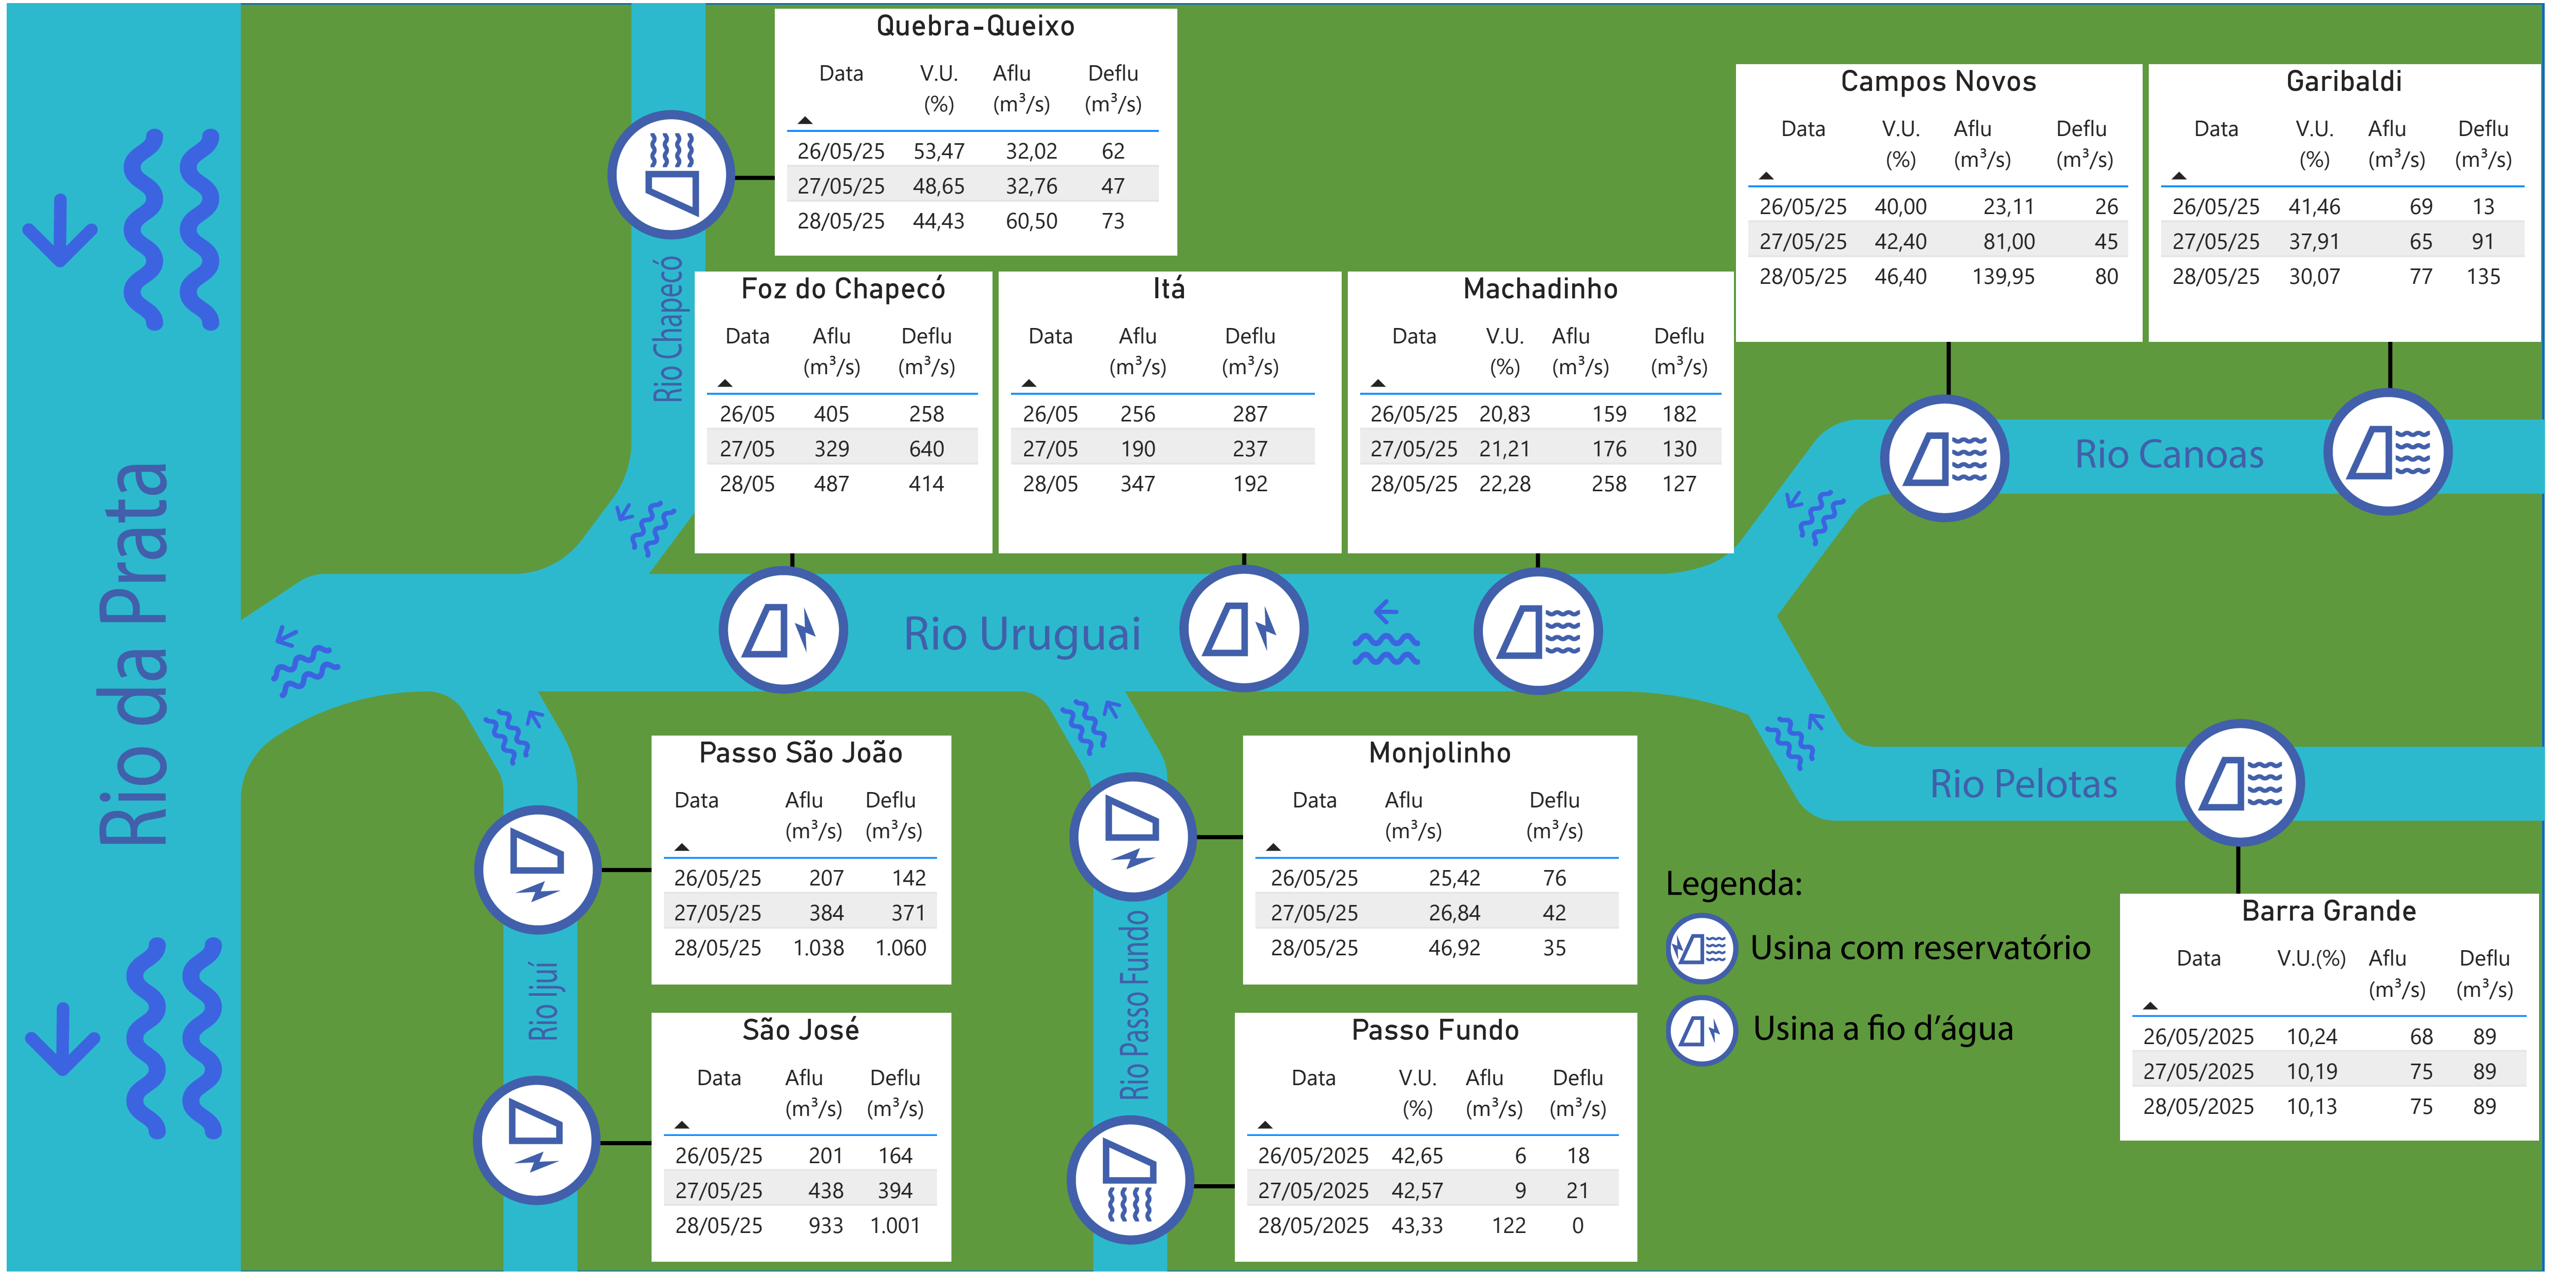 Quebra-Queixo
Data V.U. (%) Aflu (m³/s) Deflu (m³/s)
26/05/25 53,47 32,02 62
27/05/25 48,65 32,76 47
28/05/25 44,43 60,50 73
Campos Novos
Data V.U. (%) Aflu (m³/s) Deflu (m³/s)
26/05/25 40,00 23,11 26
27/05/25 42,40 81,00 45
28/05/25 46,40 139,95 80
Garibaldi
Data V.U. (%) Aflu (m³/s) Deflu (m³/s)
26/05/25 41,46 69 13
27/05/25 37,91 65 91
28/05/25 30,07 77 135
Rio Chapecó
Foz do Chapecó
Data Aflu (m³/s) Deflu (m³/s)
26/05 405 258
27/05 329 640
28/05 487 414
Itá
Data Aflu (m³/s) Deflu (m³/s)
26/05 256 287
27/05 190 237
28/05 347 192
Machadinho
Data V.U. (%) Aflu (m³/s) Deflu (m³/s)
26/05/25 20,83 159 182
27/05/25 21,21 176 130
28/05/25 22,28 258 127
Rio Canoas
Rio da Prata
Rio Uruguai
Rio Pelotas
Passo São João
Data Aflu (m³/s) Deflu (m³/s)
26/05/25 207 142
27/05/25 384 371
28/05/25 1.038 1.060
Monjolinho
Data Aflu (m³/s) Deflu (m³/s)
26/05/25 25,42 76
27/05/25 26,84 42
28/05/25 46,92 35
Rio Ijuí
Rio Passo Fundo
Legenda:
Usina com reservatório
Usina a fio d’água
Barra Grande
Data V.U.(%) Aflu (m³/s) Deflu (m³/s)
26/05/2025 10,24 68 89
27/05/2025 10,19 75 89
28/05/2025 10,13 75 89
São José
Data Aflu (m³/s) Deflu (m³/s)
26/05/25 201 164
27/05/25 438 394
28/05/25 933 1.001
Passo Fundo
Data V.U. (%) Aflu (m³/s) Deflu (m³/s)
26/05/2025 42,65 6 18
27/05/2025 42,57 9 21
28/05/2025 43,33 122 0